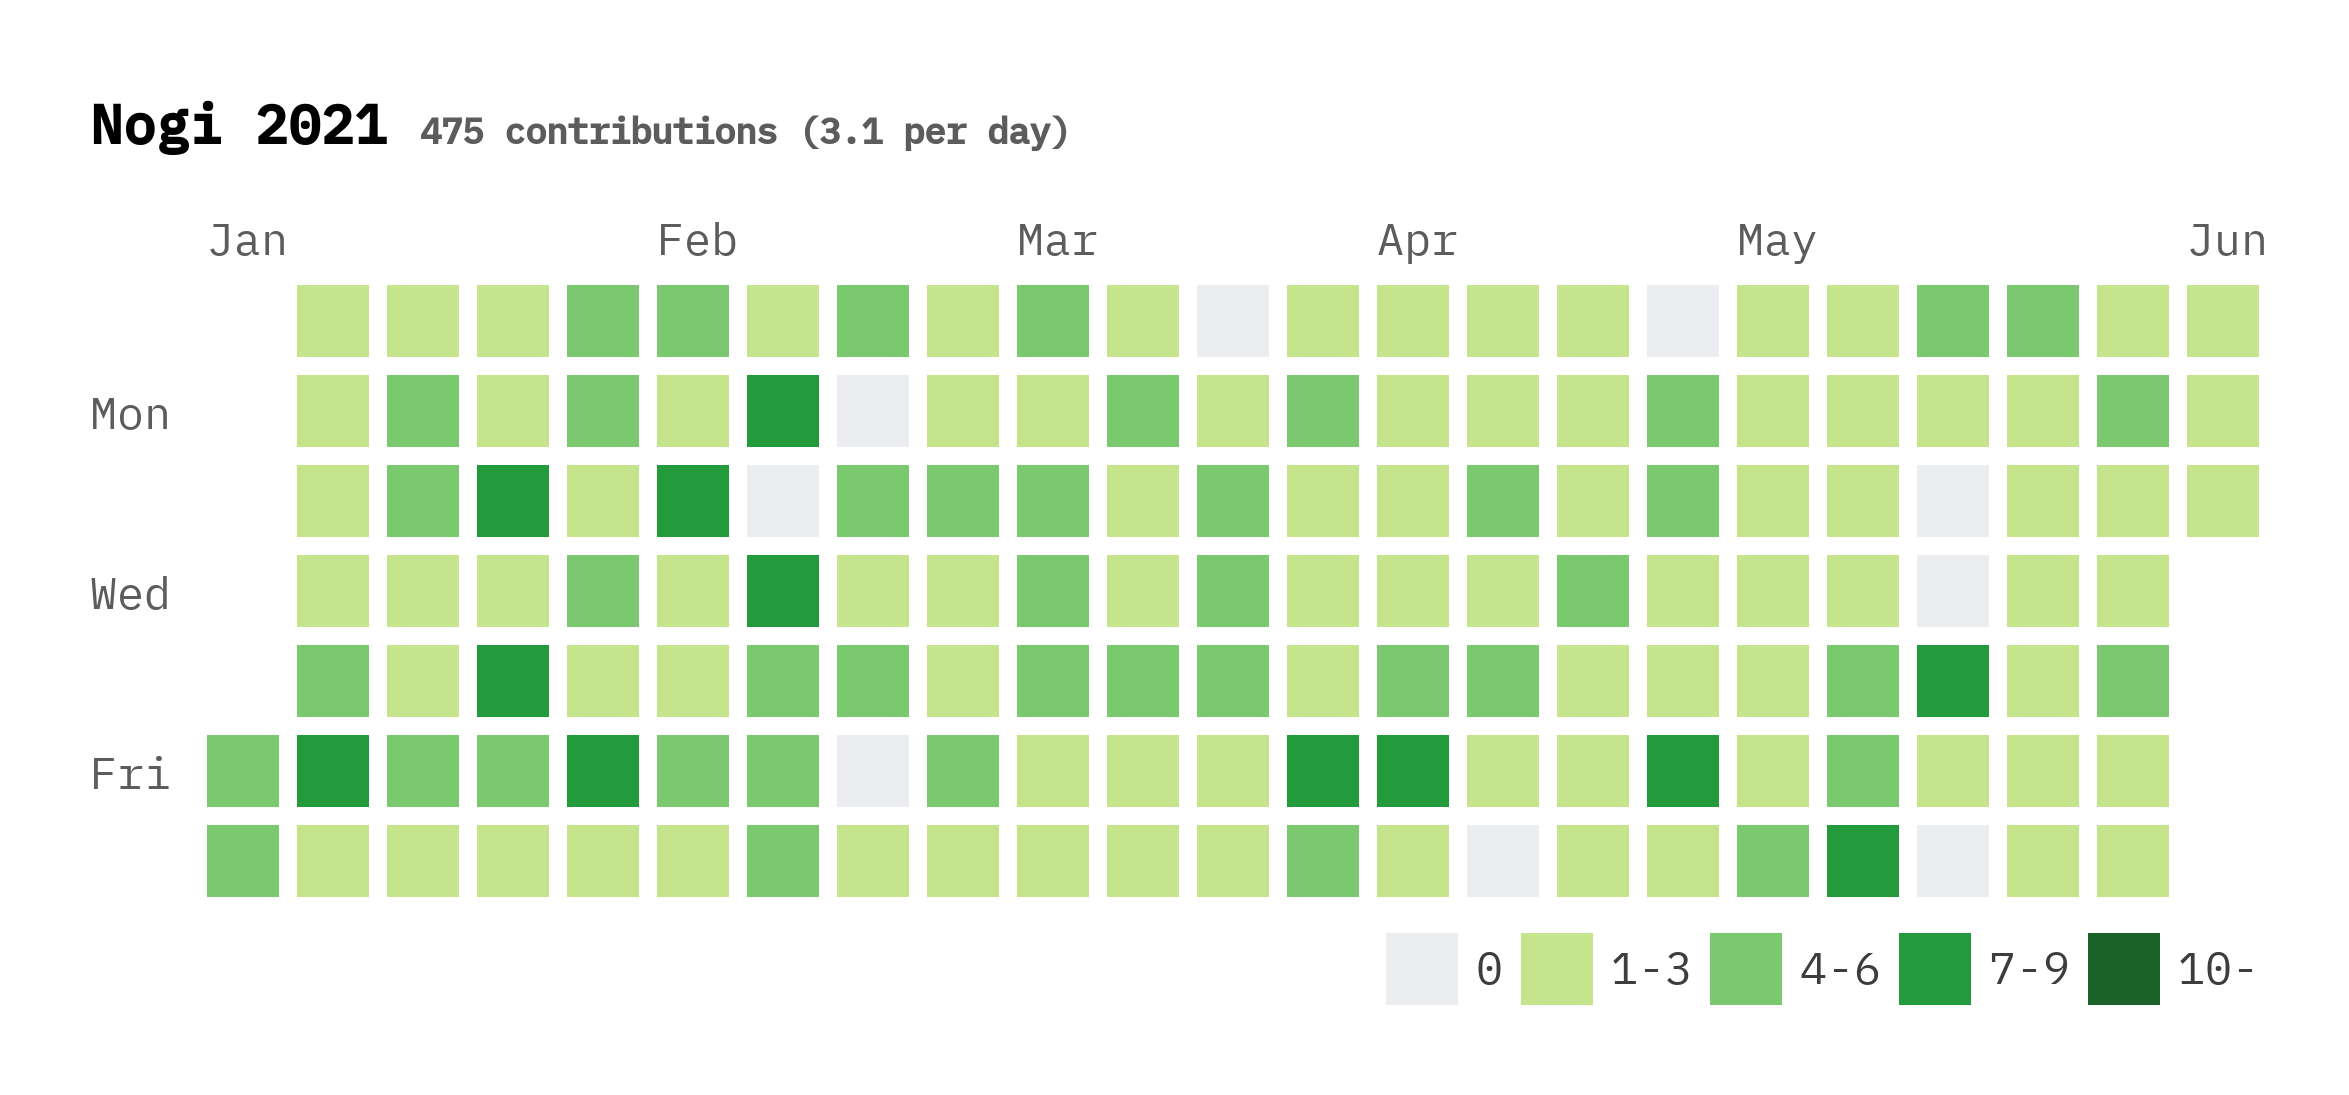 Nogi 2021 475 contributions (3.1 per day)
Jan Feb Mar Apr May Jun
Mon
Wed
Fri
0 1-3 4-6 7-9 10-